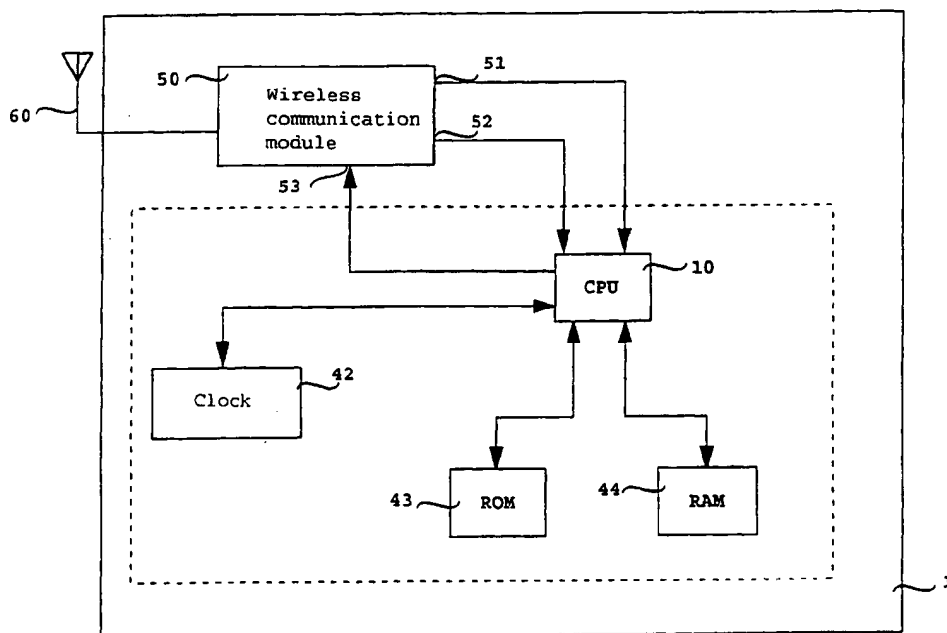 51
50
Wireless
communication
module
52
60
53
10
CPU
42
Clock
43
ROM
44
RAM